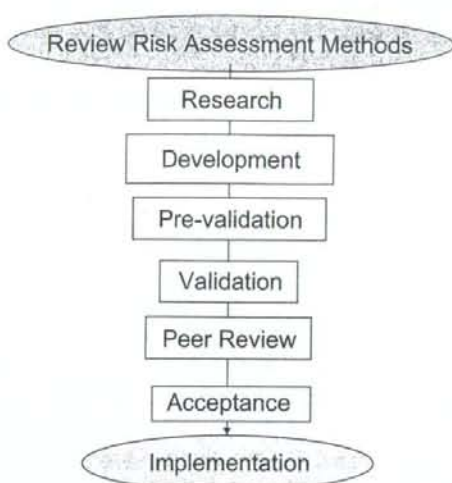 Review Risk Assessment Methods
Research
Development
Pre-validation
Validation
Peer Review
Acceptance
Implementation